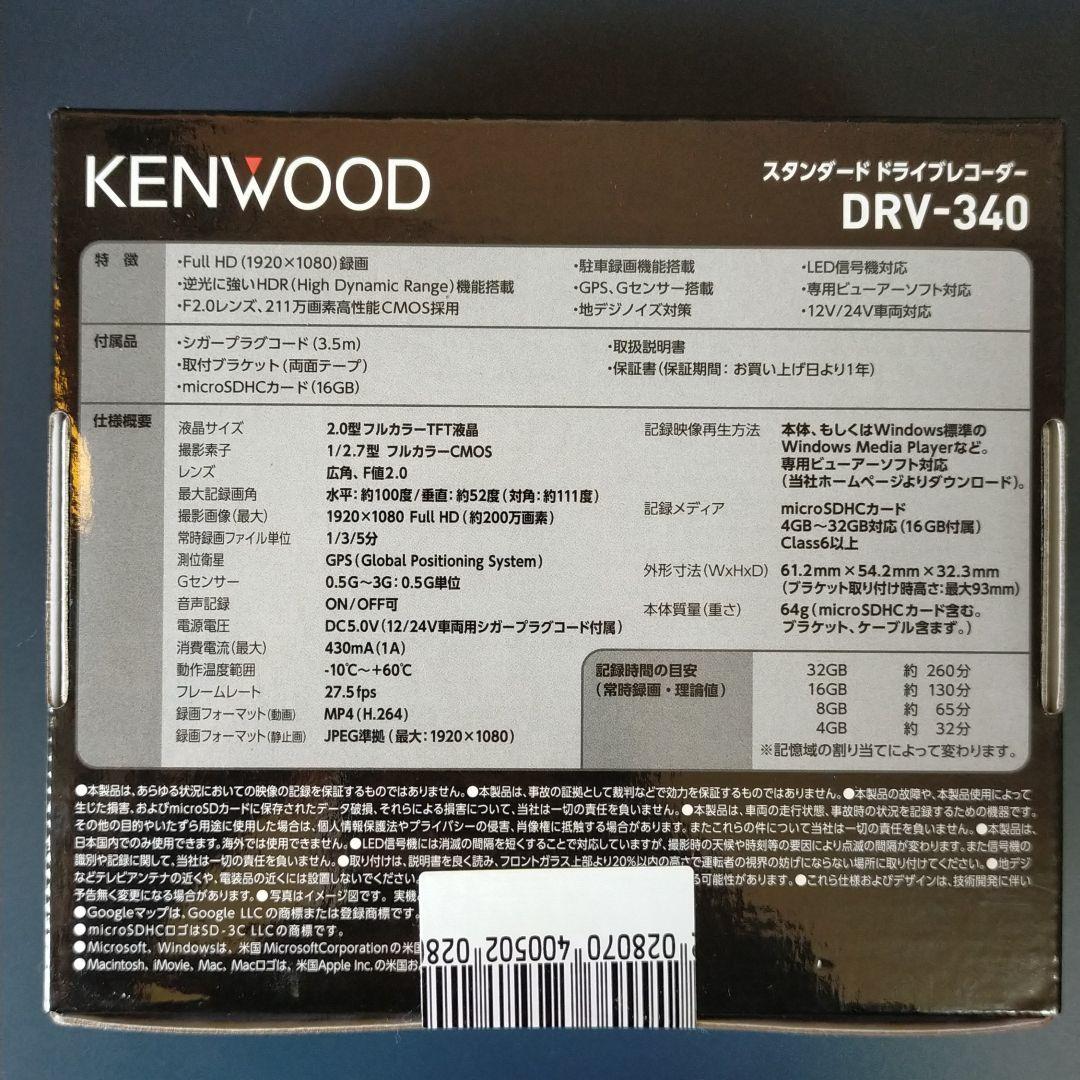 KENWOOD
スタンダード ドライブレコーダー
DRV-340
特 徴
・Full HD（1920×1080）録画
・逆光に強いHDR（High Dynamic Range）機能搭載
・F2.0レンズ、211万画素高性能CMOS採用
・駐車録画機能搭載
・GPS、Gセンサー搭載
・地デジノイズ対策
・LED信号機対応
・専用ビューアーソフト対応
・12V/24V車両対応
付属品
・シガープラグコード（3.5m）
・取付ブラケット（両面テープ）
・microSDHCカード（16GB）
・取扱説明書
・保証書（保証期間：お買い上げ日より1年）
仕様概要
液晶サイズ 2.0型フルカラーTFT液晶
撮影素子 1/2.7型 フルカラーCMOS
レンズ 広角、F値2.0
最大記録画角 水平：約100度/垂直：約52度（対角：約111度）
撮影画像（最大） 1920×1080 Full HD（約200万画素）
常時録画ファイル単位 1/3/5分
測位衛星 GPS（Global Positioning System）
Gセンサー 0.5G～3G：0.5G単位
音声記録 ON/OFF可
電源電圧 DC5.0V（12/24V車両用シガープラグコード付属）
消費電流（最大） 430mA（1A）
動作温度範囲 -10℃～+60℃
フレームレート 27.5fps
録画フォーマット（動画） MP4（H.264）
録画フォーマット（静止画） JPEG準拠（最大：1920×1080）
記録映像再生方法 本体、もしくはWindows標準の
Windows Media Playerなど。
専用ビューアーソフト対応
（当社ホームページよりダウンロード）。
記録メディア microSDHCカード
4GB～32GB対応（16GB付属）
Class6以上
外形寸法（WxHxD） 61.2mm×54.2mm×32.3mm
（ブラケット取り付け時高さ：最大93mm）
本体質量（重さ） 64g（microSDHCカード含む。
ブラケット、ケーブル含まず。）
記録時間の目安
（常時録画・理論値）
32GB 約 260分
16GB 約 130分
8GB 約 65分
4GB 約 32分
※記憶域の割り当てによって変わります。
●本製品は、あらゆる状況においての映像の記録を保証するものではありません。●本製品は、事故の証拠として裁判などで効力を保証するものではありません。●本製品の故障や、本製品使用によって
生じた損害、およびmicroSDカードに保存されたデータ破損、それらによる損害について、当社は一切の責任を負いません。●本製品は、車両の走行状態、事故時の状況を記録するための機器です。
その他の目的やいたずら用途に使用した場合は、個人情報保護法やプライバシーの侵害、肖像権に抵触する場合があります。またこれらの件について当社は一切の責任を負いません。●本製品は、
日本国内でのみ使用できます。海外では使用できません。●LED信号機には消滅の間隔を短くすることで対応していますが、撮影時の天候や時刻等の要因により点滅の間隔が変わります。また信号機の
識別や記録に関して、当社は一切の責任を負いません。●取り付けは、説明書を良く読み、フロントガラス上部より20%以内の高さで運転者の視界の妨げにならない場所に取り付けてください。●地デジ
などテレビアンテナの近くや、電装品の近くには設置しないでください。 る可能性があります。●これら仕様およびデザインは、技術開発に伴い
予告無く変更になる場合があります。●写真はイメージ図です。実機
●Googleマップは、Google LLCの商標または登録商標です。
●microSDHCロゴはSD-3C LLCの商標です。
●Microsoft、Windowsは、米国MicrosoftCorporationの米国
●Macintosh、iMovie、Mac、Macロゴは、米国Apple Inc.の米国お
028070 400502 028